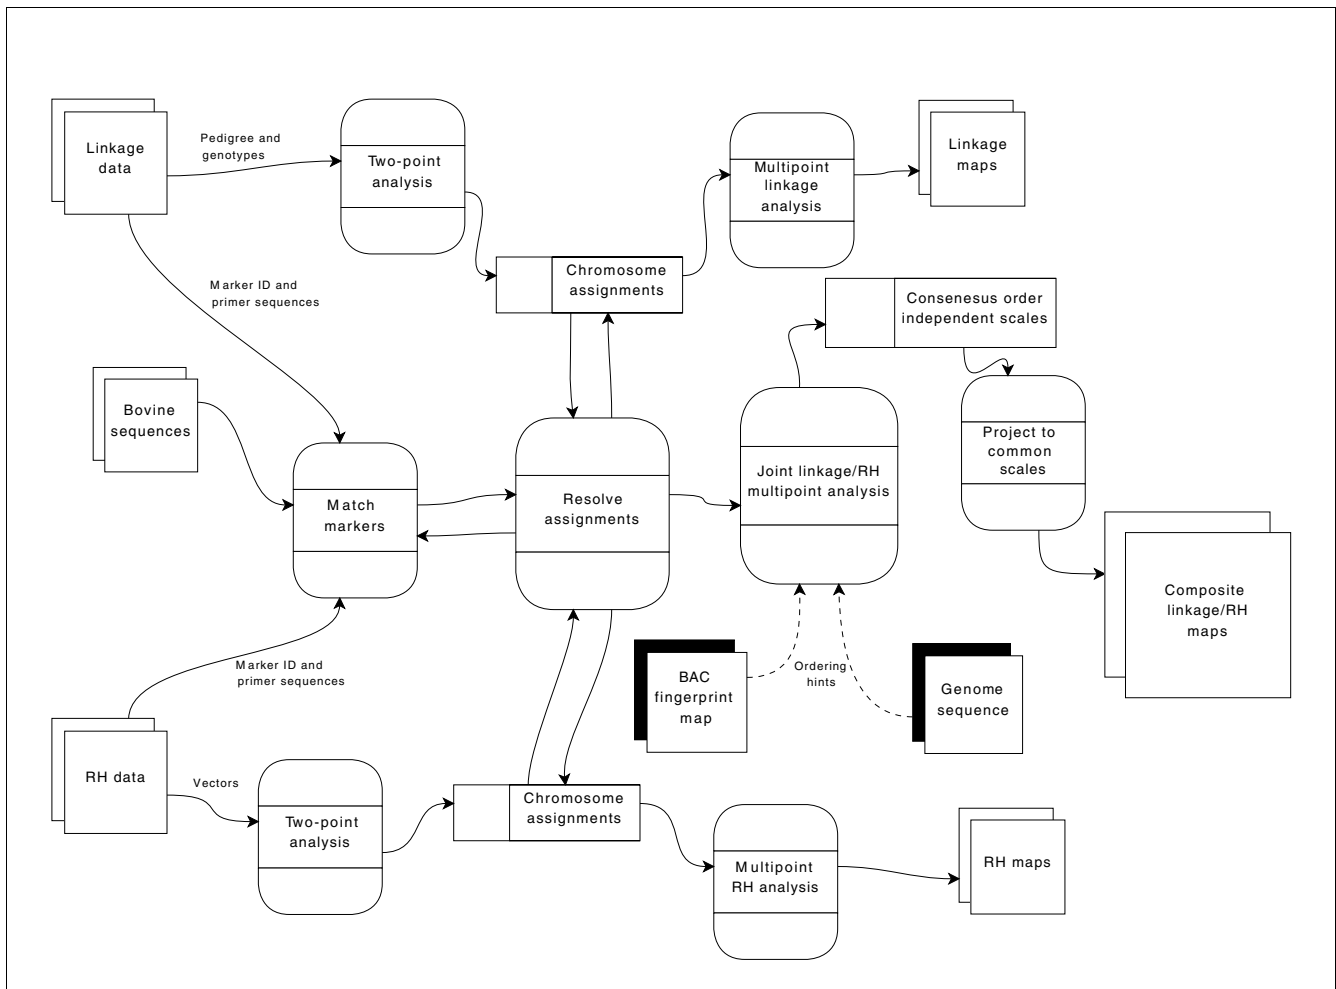 Linkage
data
Pedigree and
genotypes
Two-point
analysis
Multipoint
linkage
analysis
Linkage
maps
Marker ID and
primer sequences
Chromosome
assignments
Consenesus order
independent scales
Bovine
sequences
Match
markers
Resolve
assignments
Joint linkage/RH
multipoint analysis
Project to
common
scales
Composite
linkage/RH
maps
Marker ID and
primer sequences
BAC
fingerprint
map
Ordering
hints
Genome
sequence
RH data
Vectors
Two-point
analysis
Chromosome
assignments
Multipoint
RH analysis
RH maps